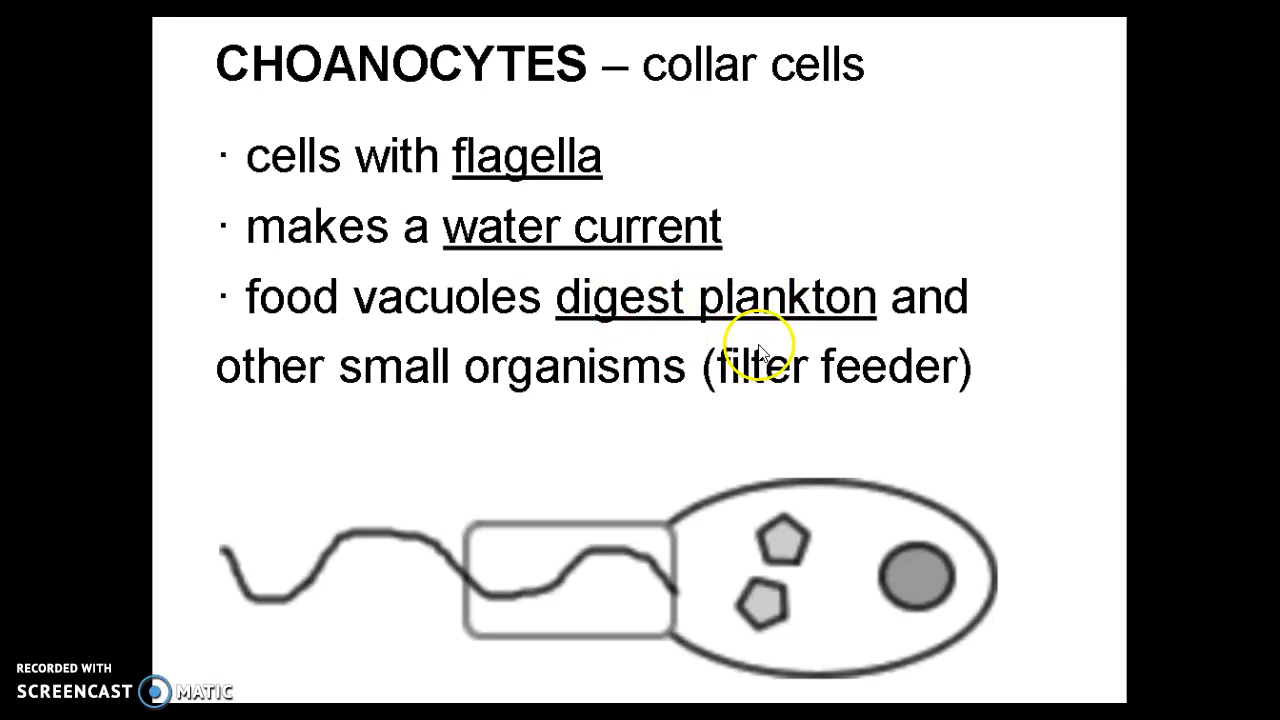 CHOANOCYTES – collar cells
· cells with flagella
· makes a water current
· food vacuoles digest plankton and
other small organisms (filter feeder)
RECORDED WITH
SCREENCAST MATIC